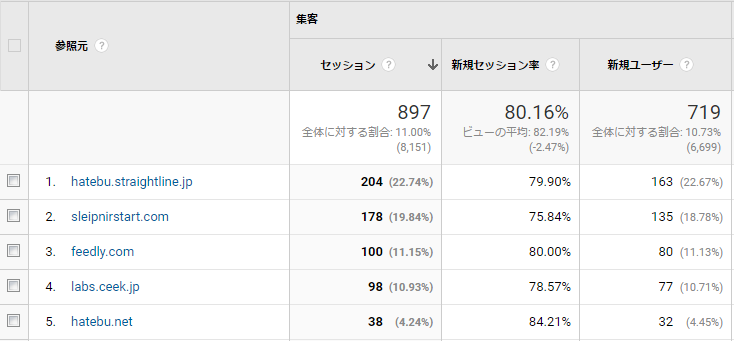 集客
参照元 ?
セッション ? 新規セッション率 ? 新規ユーザー ?
897 80.16% 719
全体に対する割合: 11.00% ビューの平均: 82.19% 全体に対する割合: 10.73%
(8,151) (-2.47%) (6,699)
1. hatebu.straightline.jp 204 (22.74%) 79.90% 163 (22.67%)
2. sleipnirstart.com 178 (19.84%) 75.84% 135 (18.78%)
3. feedly.com 100 (11.15%) 80.00% 80 (11.13%)
4. labs.ceek.jp 98 (10.93%) 78.57% 77 (10.71%)
5. hatebu.net 38 (4.24%) 84.21% 32 (4.45%)